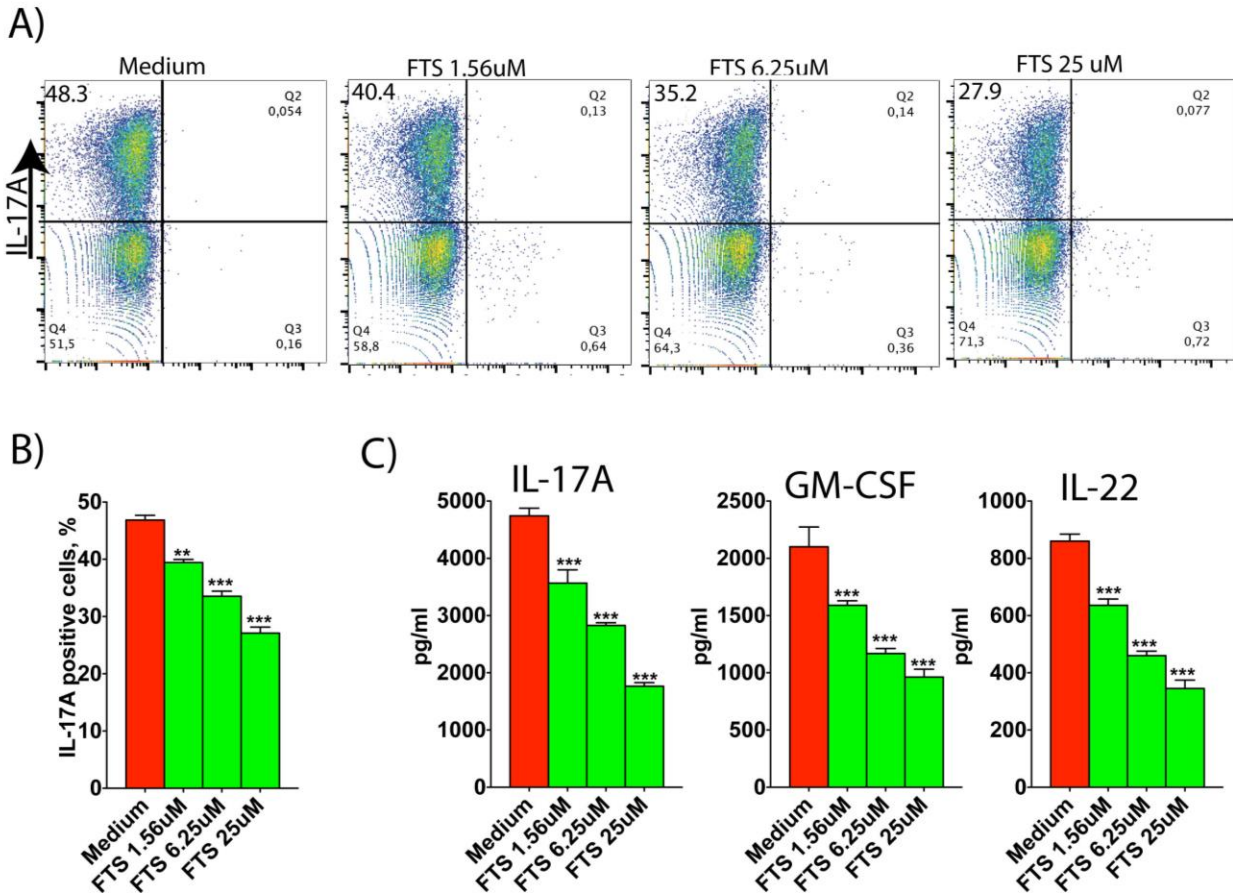 A)
Medium
FTS 1.56uM
FTS 6.25uM
FTS 25 uM
IL-17A
48.3
Q2
0,054
Q4
51,5
Q3
0,16
40.4
Q2
0,13
Q4
58,8
Q3
0,64
35.2
Q2
0,14
Q4
64,3
Q3
0,36
27.9
Q2
0,077
Q4
71,3
Q3
0,72
B)
IL-17A positive cells, %
50
40
30
20
10
0
**
***
***
Medium
FTS 1.56uM
FTS 6.25uM
FTS 25uM
C)
IL-17A
pg/ml
5000
4000
3000
2000
1000
0
***
***
***
Medium
FTS 1.56uM
FTS 6.25uM
FTS 25uM
GM-CSF
pg/ml
2500
2000
1500
1000
500
0
***
***
***
Medium
FTS 1.56uM
FTS 6.25uM
FTS 25uM
IL-22
pg/ml
1000
800
600
400
200
0
***
***
***
Medium
FTS 1.56uM
FTS 6.25uM
FTS 25uM